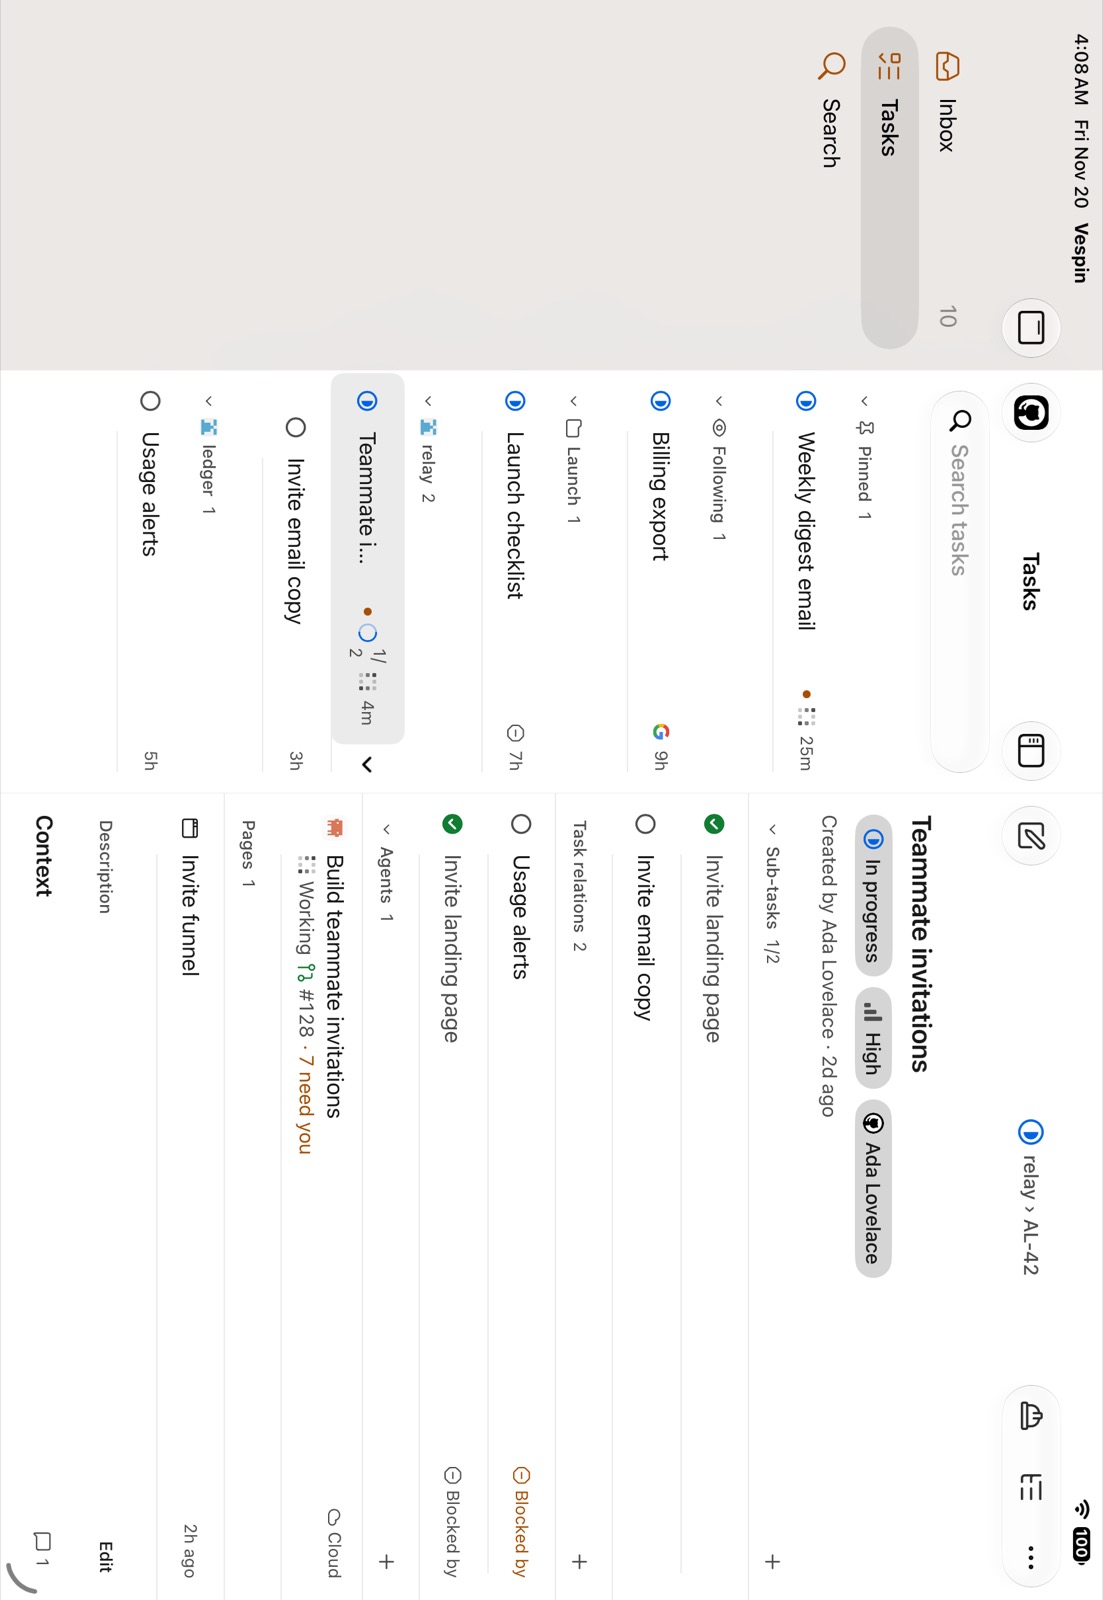 4:08 AM Fri Nov 20 Vespin
100
Inbox 10
Tasks
Search
Tasks
Search tasks
Pinned 1
Weekly digest email 25m
Following 1
Billing export 9h
Launch 1
Launch checklist 7h
relay 2
Teammate i... 1/2 4m
Invite email copy 3h
ledger 1
Usage alerts 5h
relay › AL-42
Teammate invitations
In progress High Ada Lovelace
Created by Ada Lovelace · 2d ago
Sub-tasks 1/2
Invite landing page
Invite email copy
Task relations 2
Usage alerts Blocked by
Invite landing page Blocked by
Agents 1
Build teammate invitations Cloud
Working #128 · 7 need you
Pages 1
Invite funnel 2h ago
Description Edit
Context 1